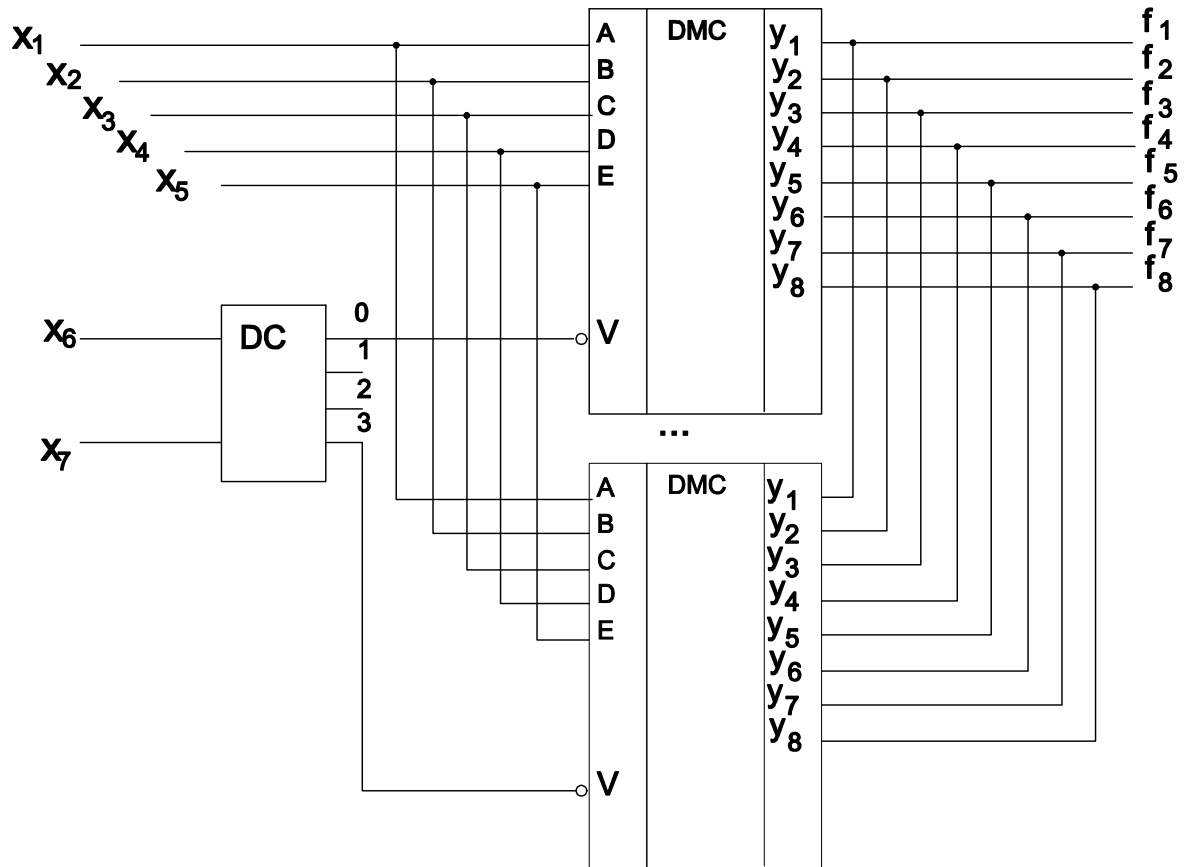 x1 A DMC y1 f1
x2 B y2 f2
x3 C y3 f3
x4 D y4 f4
x5 E y5 f5
y6 f6
y7 f7
y8 f8
x6 DC 0 V
1
2
3
x7
...
A DMC y1
B y2
C y3
D y4
E y5
y6
y7
y8
V